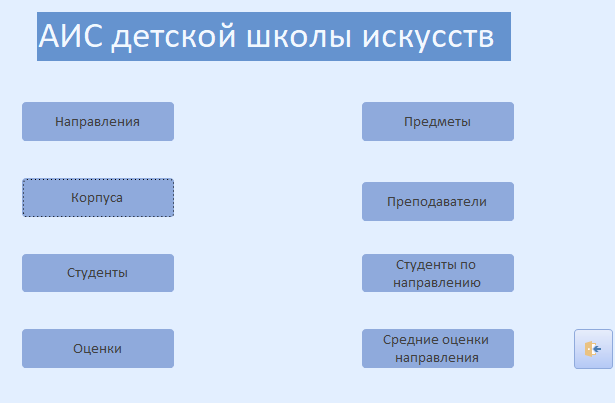 АИС детской школы искусств
Направления
Предметы
Корпуса
Преподаватели
Студенты
Студенты по
направлению
Оценки
Средние оценки
направления